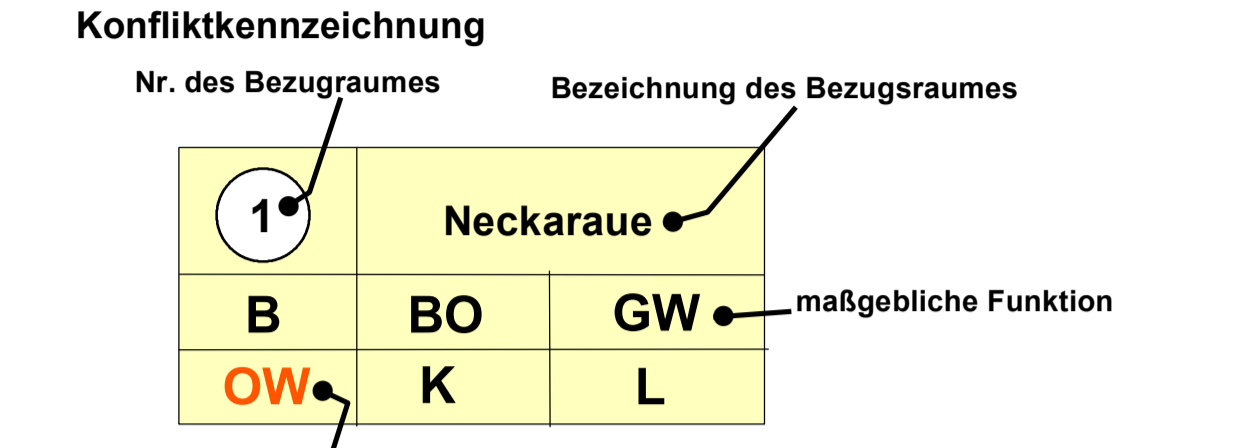 Konfliktkennzeichnung
Nr. des Bezugraumes
Bezeichnung des Bezugsraumes
1
Neckaraue
B BO GW
maßgebliche Funktion
OW K L